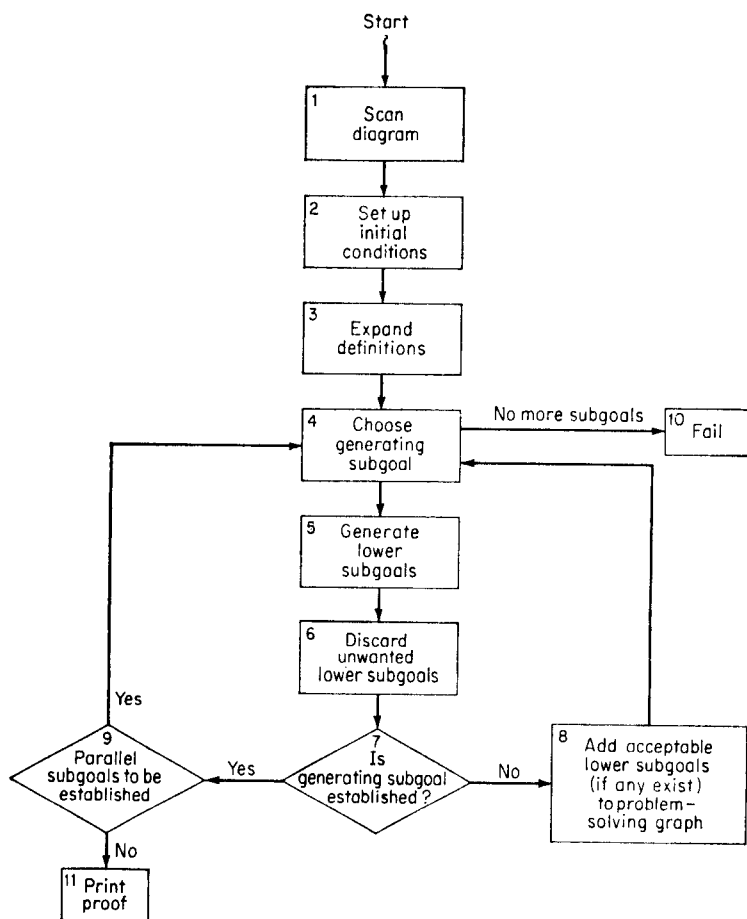 Start
1
Scan
diagram
2
Set up
initial
conditions
3
Expand
definitions
4
Choose
generating
subgoal
No more subgoals
10
Fail
5
Generate
lower
subgoals
6
Discard
unwanted
lower subgoals
7
Is
generating subgoal
established?
Yes
No
8
Add acceptable
lower subgoals
(if any exist)
to problem-
solving graph
9
Parallel
subgoals to be
established
Yes
No
11
Print
proof